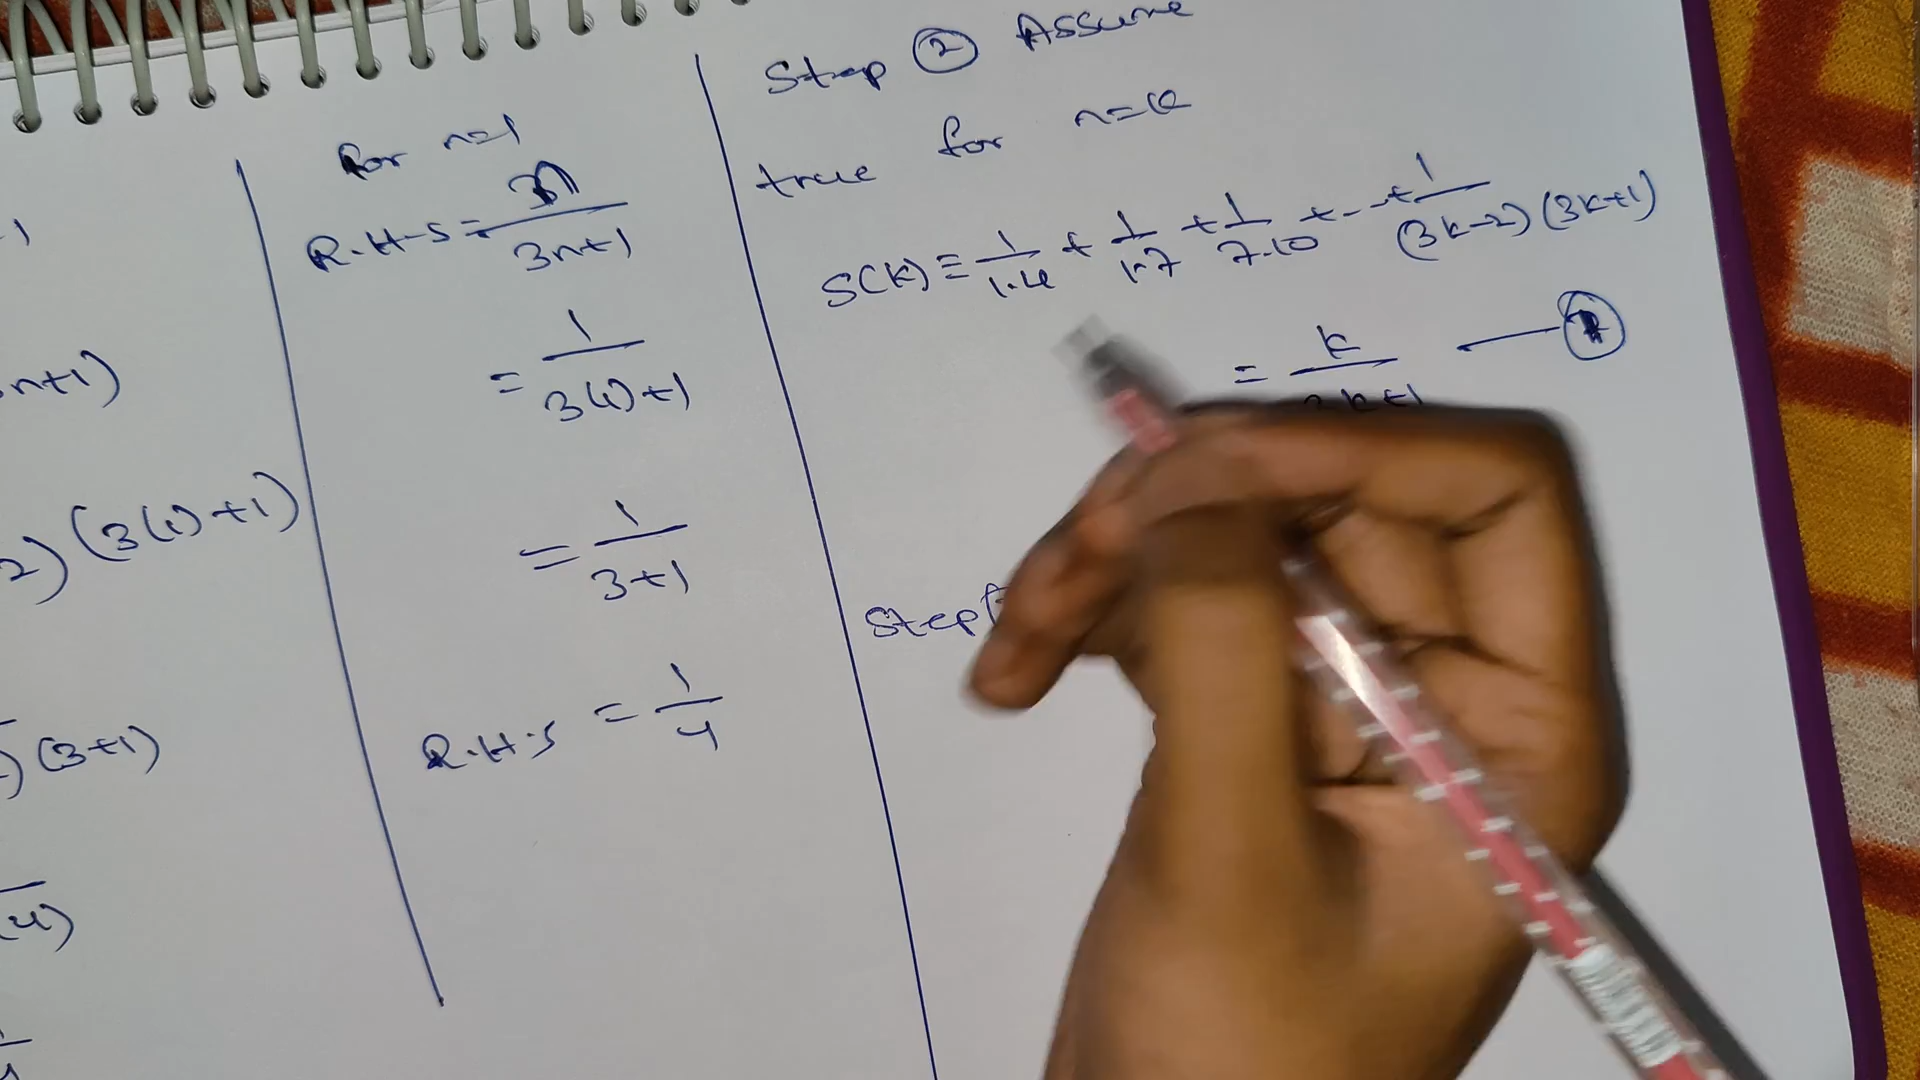 -1
n+1)
2) (3(1)+1)
) (3+1)
(4)
for n=1
R.H-S = n/3n+1
= 1/3(1)+1
= 1/3+1
R.H.S = 1/4
Step ② Assume
true for n=k
S(k) ≡ 1/1.4 + 1/1.7 + 1/7.10 + - - + 1/(3k-2)(3k+1)
= k/3k+1
Step